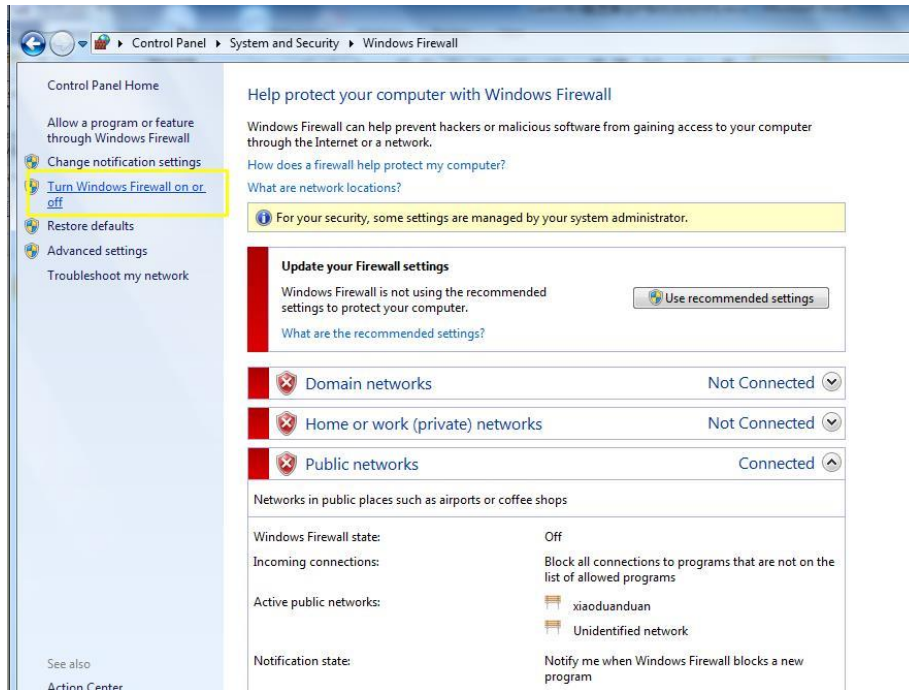 Control Panel ▸ System and Security ▸ Windows Firewall
Control Panel Home
Allow a program or feature
through Windows Firewall
Change notification settings
Turn Windows Firewall on or
off
Restore defaults
Advanced settings
Troubleshoot my network
See also
Action Center
Help protect your computer with Windows Firewall
Windows Firewall can help prevent hackers or malicious software from gaining access to your computer
through the Internet or a network.
How does a firewall help protect my computer?
What are network locations?
For your security, some settings are managed by your system administrator.
Update your Firewall settings
Windows Firewall is not using the recommended
settings to protect your computer.
Use recommended settings
What are the recommended settings?
Domain networks Not Connected
Home or work (private) networks Not Connected
Public networks Connected
Networks in public places such as airports or coffee shops
Windows Firewall state: Off
Incoming connections: Block all connections to programs that are not on the
list of allowed programs
Active public networks: xiaoduanduan
Unidentified network
Notification state: Notify me when Windows Firewall blocks a new
program